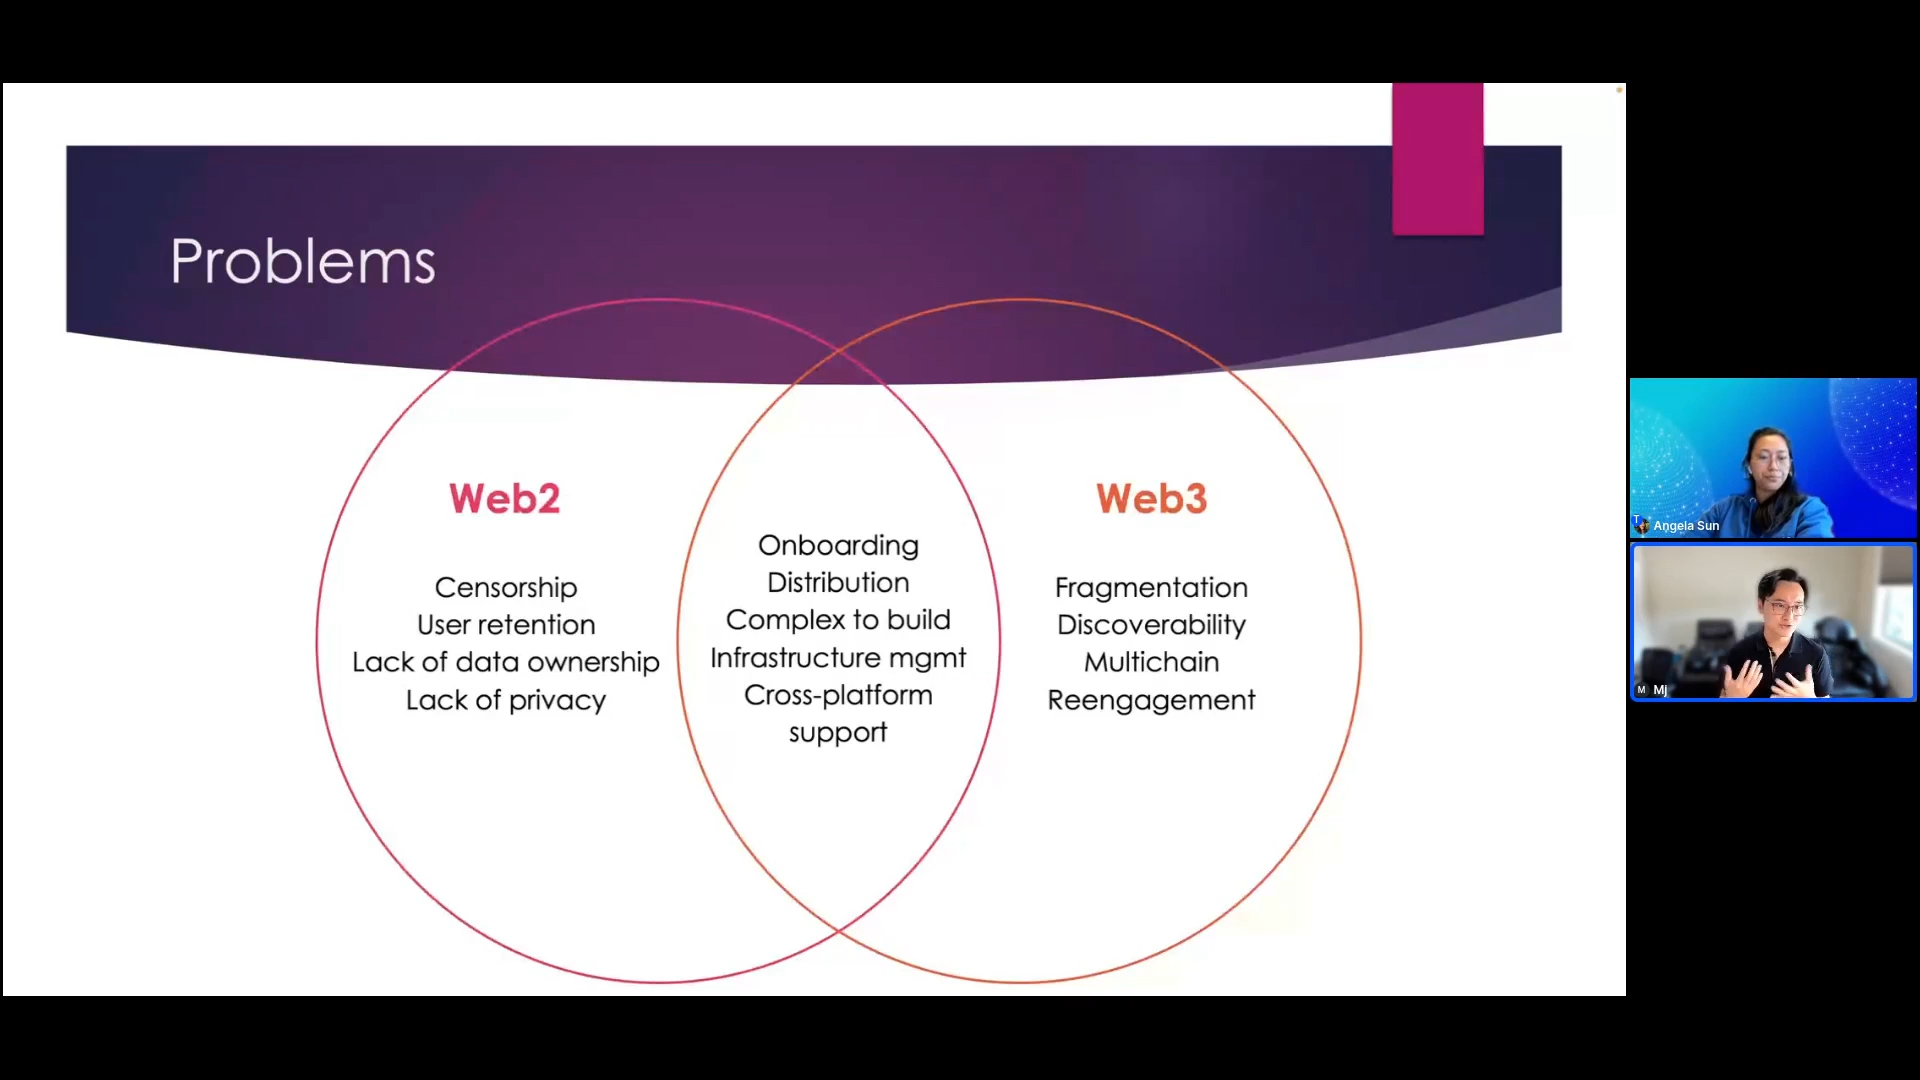 Problems
Web2
Censorship
User retention
Lack of data ownership
Lack of privacy
Onboarding
Distribution
Complex to build
Infrastructure mgmt
Cross-platform
support
Web3
Fragmentation
Discoverability
Multichain
Reengagement
Angela Sun
M Mj